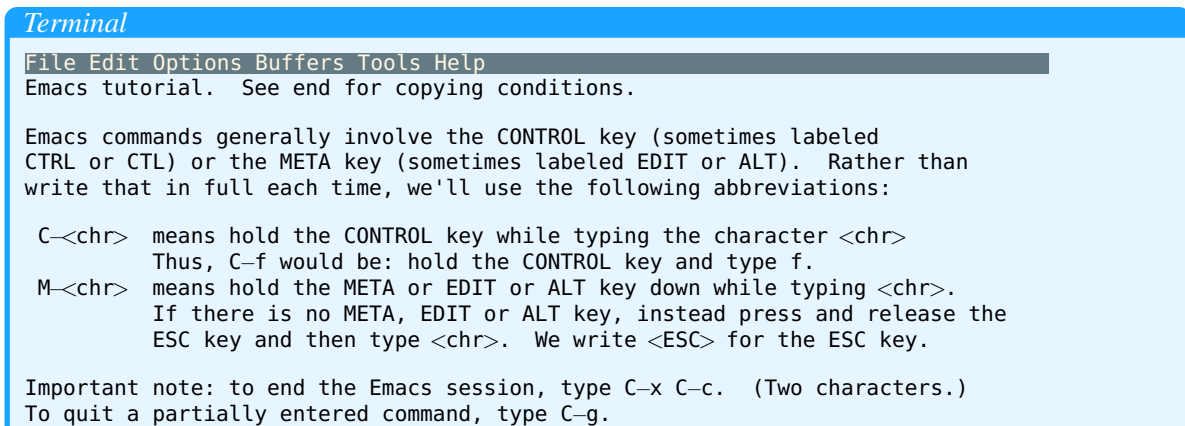 Terminal
File Edit Options Buffers Tools Help
Emacs tutorial.  See end for copying conditions.
Emacs commands generally involve the CONTROL key (sometimes labeled
CTRL or CTL) or the META key (sometimes labeled EDIT or ALT).  Rather than
write that in full each time, we'll use the following abbreviations:
C–<chr>  means hold the CONTROL key while typing the character <chr>
Thus, C–f would be: hold the CONTROL key and type f.
M–<chr>  means hold the META or EDIT or ALT key down while typing <chr>.
If there is no META, EDIT or ALT key, instead press and release the
ESC key and then type <chr>.  We write <ESC> for the ESC key.
Important note: to end the Emacs session, type C–x C–c.  (Two characters.)
To quit a partially entered command, type C–g.